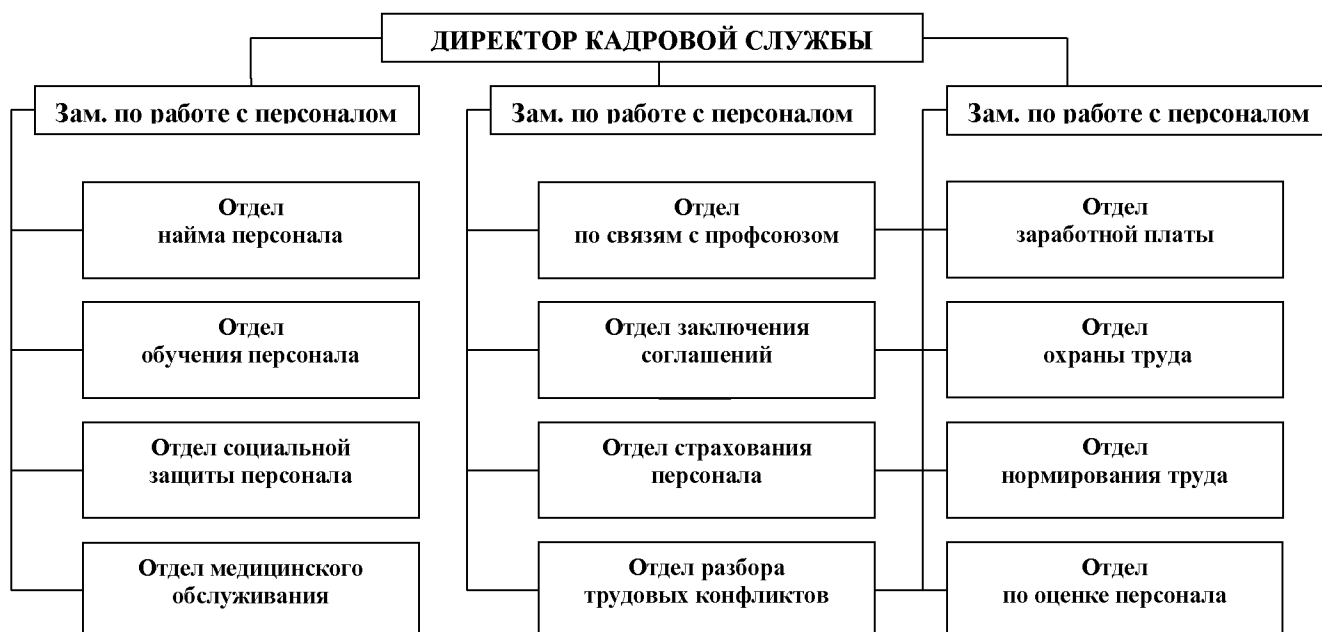 ДИРЕКТОР КАДРОВОЙ СЛУЖБЫ
Зам. по работе с персоналом
Зам. по работе с персоналом
Зам. по работе с персоналом
Отдел
найма персонала
Отдел
по связям с профсоюзом
Отдел
заработной платы
Отдел
обучения персонала
Отдел заключения
соглашений
Отдел
охраны труда
Отдел социальной
защиты персонала
Отдел страхования
персонала
Отдел
нормирования труда
Отдел медицинского
обслуживания
Отдел разбора
трудовых конфликтов
Отдел
по оценке персонала